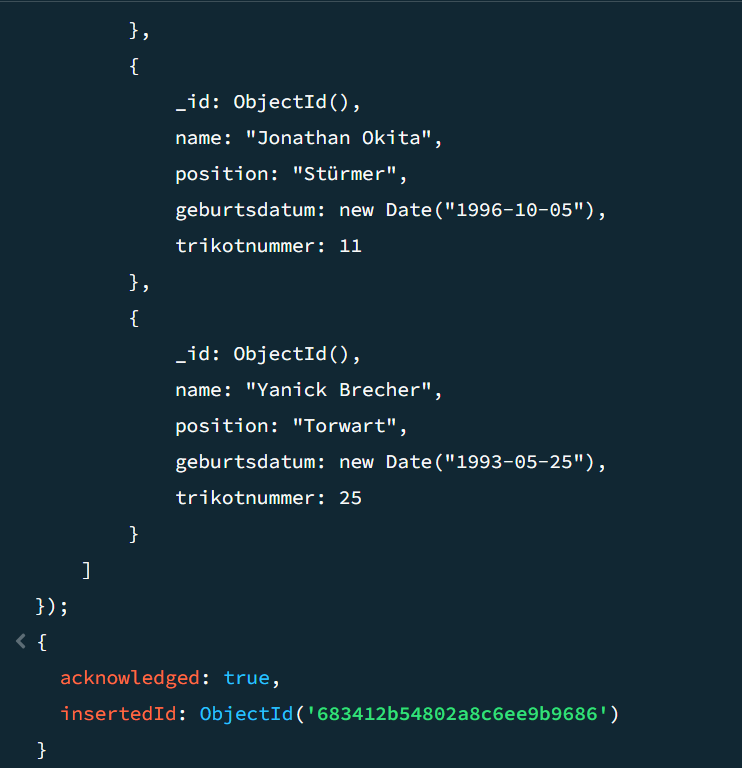 },
{
_id: ObjectId(),
name: "Jonathan Okita",
position: "Stürmer",
geburtsdatum: new Date("1996-10-05"),
trikotnummer: 11
},
{
_id: ObjectId(),
name: "Yanick Brecher",
position: "Torwart",
geburtsdatum: new Date("1993-05-25"),
trikotnummer: 25
}
]
});
< {
acknowledged: true,
insertedId: ObjectId('683412b54802a8c6ee9b9686')
}